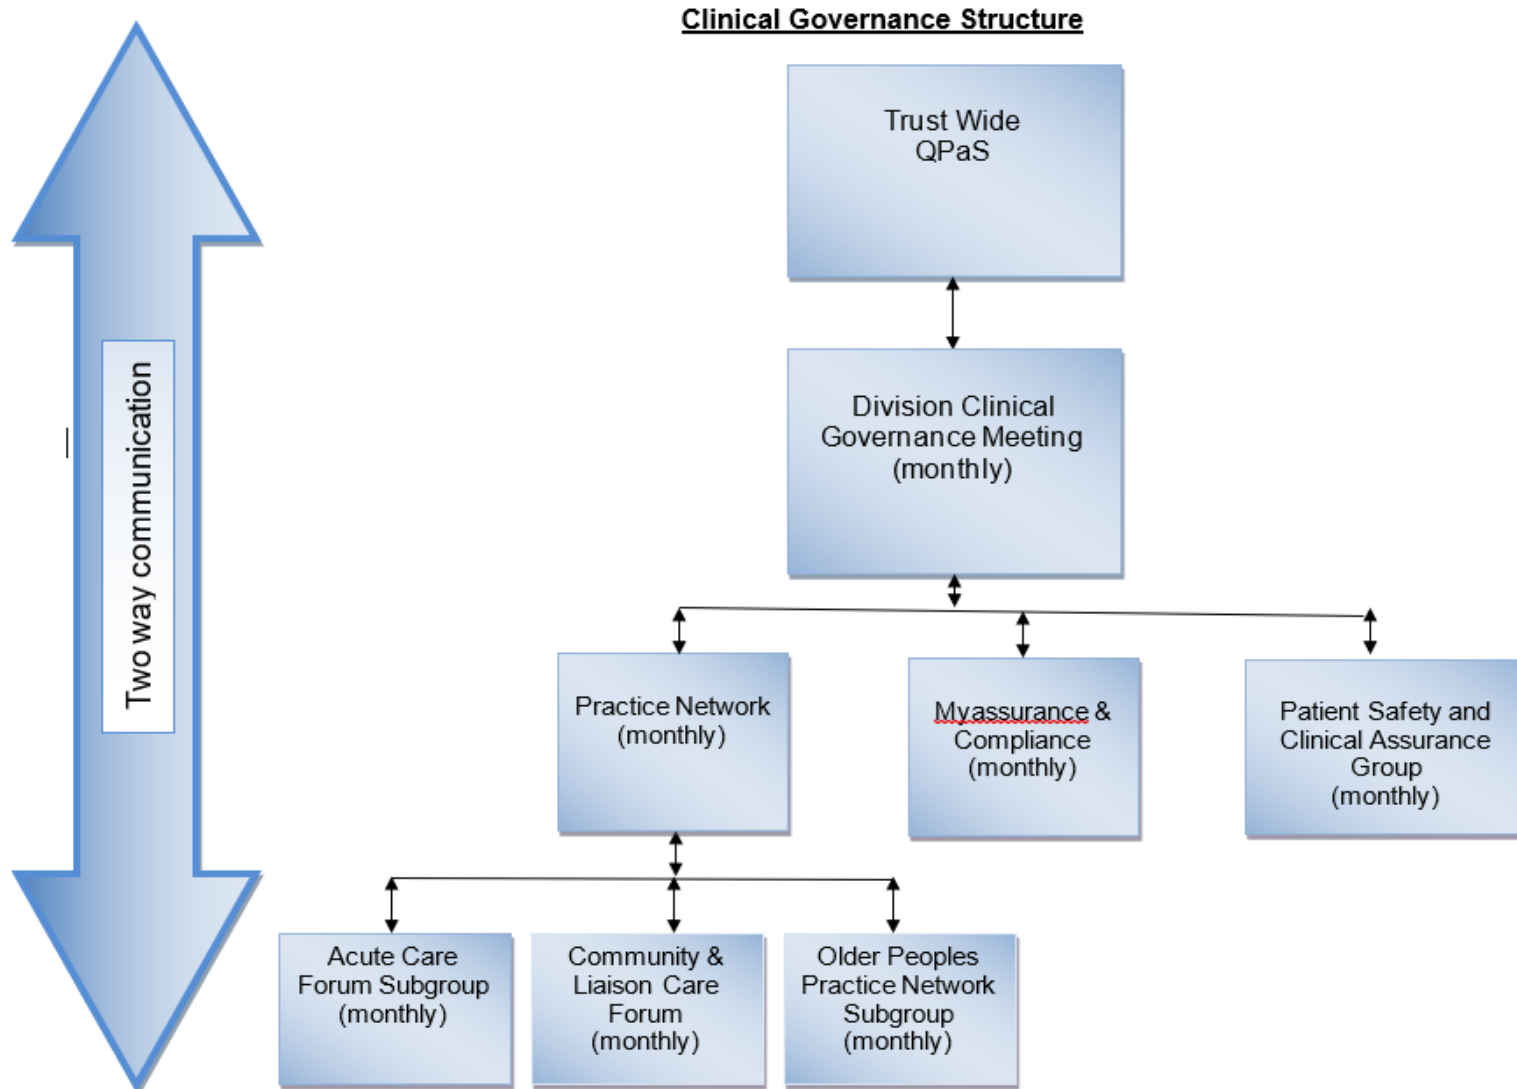 Clinical Governance Structure
Trust Wide
QPaS
Two way communication
Division Clinical
Governance Meeting
(monthly)
Practice Network
(monthly)
Myassurance &
Compliance
(monthly)
Patient Safety and
Clinical Assurance
Group
(monthly)
Acute Care
Forum Subgroup
(monthly)
Community &
Liaison Care
Forum
(monthly)
Older Peoples
Practice Network
Subgroup
(monthly)